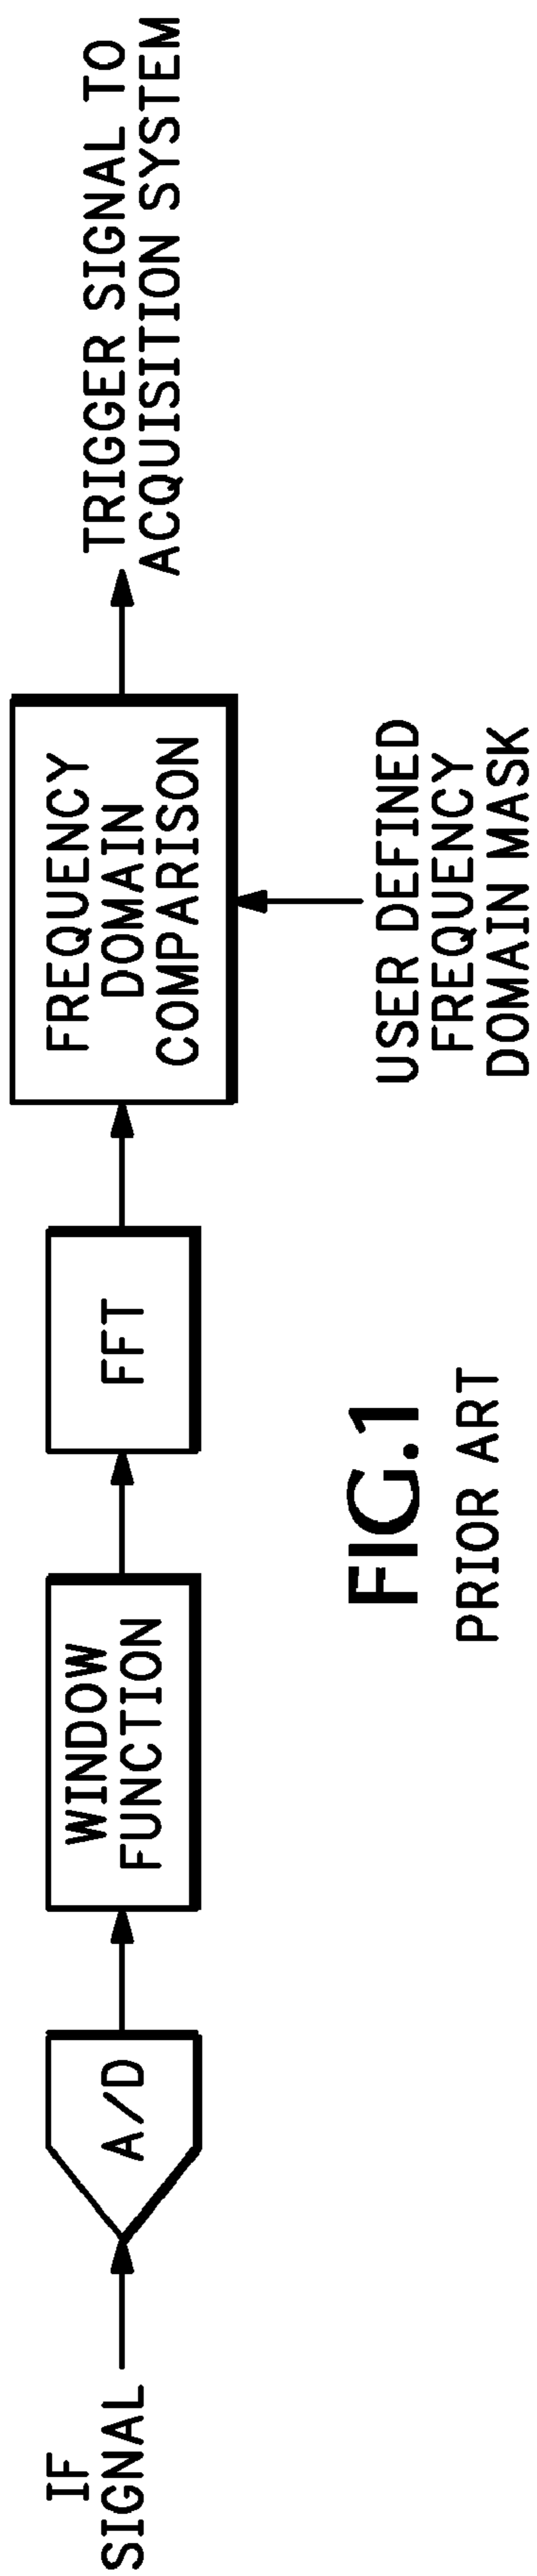 IF
SIGNAL
A/D
WINDOW
FUNCTION
FFT
FREQUENCY
DOMAIN
COMPARISON
TRIGGER SIGNAL TO
ACQUISITION SYSTEM
USER DEFINED
FREQUENCY
DOMAIN MASK
FIG.1
PRIOR ART